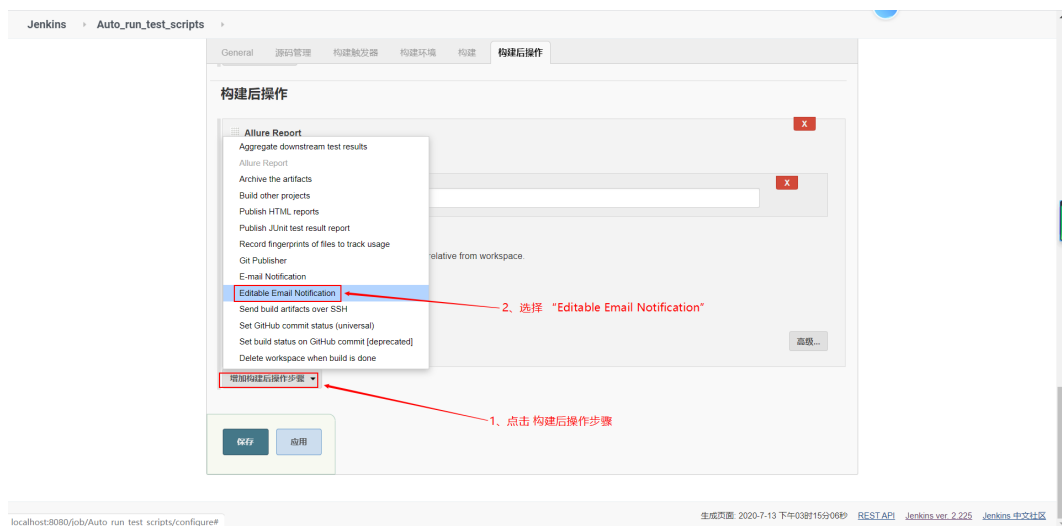 Jenkins Auto_run_test_scripts
General 源码管理 构建触发器 构建环境 构建 构建后操作
构建后操作
X
Allure Report
Aggregate downstream test results
Allure Report
Archive the artifacts
X
Build other projects
Publish HTML reports
Publish JUnit test result report
Record fingerprints of files to track usage
Git Publisher
relative from workspace.
E-mail Notification
Editable Email Notification
2、选择 “Editable Email Notification”
Send build artifacts over SSH
Set GitHub commit status (universal)
Set build status on GitHub commit [deprecated]
高级...
Delete workspace when build is done
增加构建后操作步骤
1、点击 构建后操作步骤
保存 应用
生成页面: 2020-7-13 下午03时15分06秒 REST API Jenkins ver. 2.225 Jenkins 中文社区
localhost:8080/job/Auto_run_test_scripts/configure#